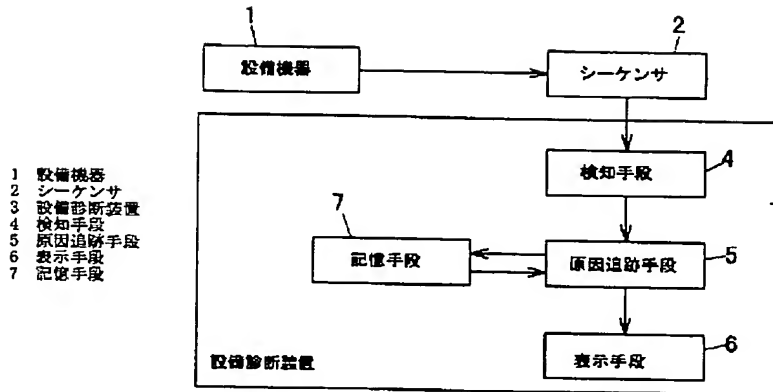 1
設備機器
2
シーケンサ
検知手段
4
1 設備機器
2 シーケンサ
3 設備診断装置
4 検知手段
5 原因追跡手段
6 表示手段
7 記憶手段
7
記憶手段
原因追跡手段
5
設備診断装置
表示手段
6